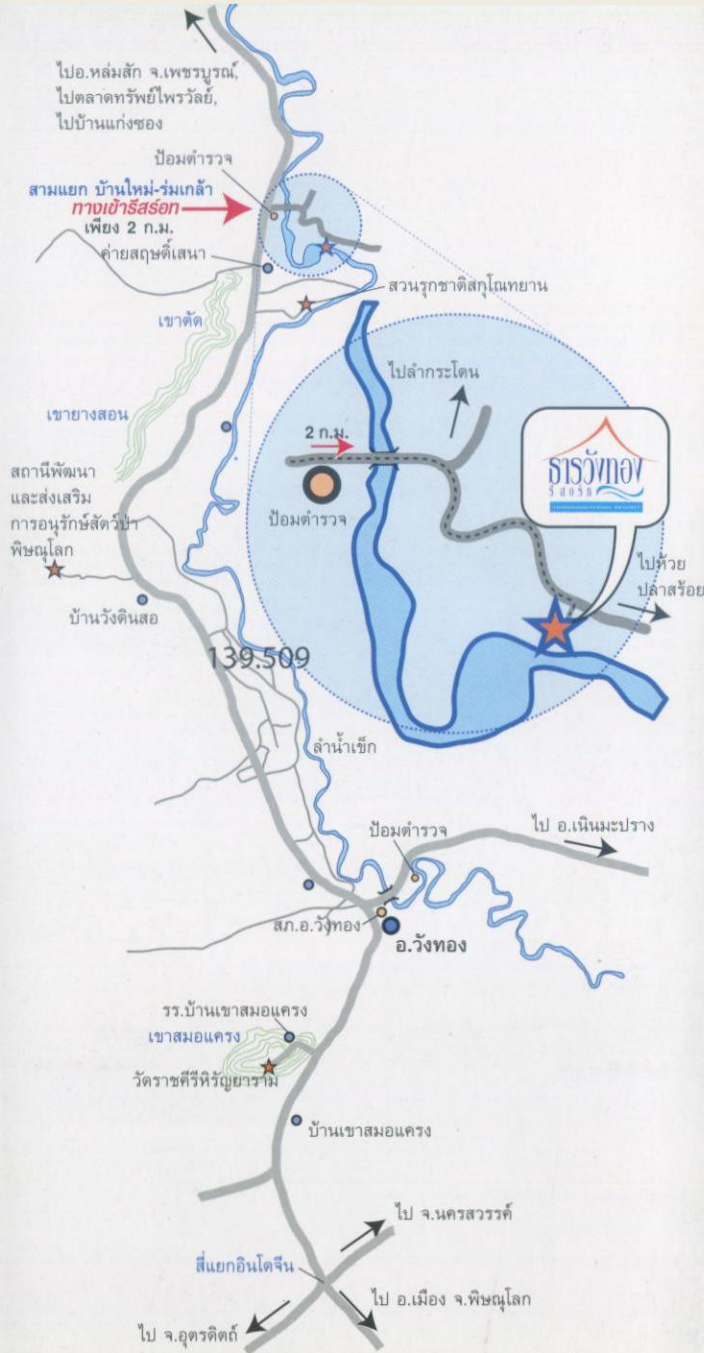 ไปอ.หล่มสัก จ.เพชรบูรณ์,
ไปตลาดทรัพย์ไพรวัลย์,
ไปบ้านแก่งซอง
ป้อมตำรวจ
สามแยก บ้านใหม่-ร่มเกล้า
ทางเข้ารีสร์อท
เพียง 2 ก.ม.
ค่ายสฤษดิ์เสนา
สวนรุกชาติสกุโณทยาน
เขาตัด
ไปลำกระโดน
เขายางสอน
2 ก.ม.
ธารวังทอง
รีสอร์ท
THARNWANGTHONG RESORT
สถานีพัฒนา
และส่งเสริม
การอนุรักษ์สัตว์ป่า
พิษณุโลก
ป้อมตำรวจ
ไปห้วย
ปลาสร้อย
บ้านวังดินสอ
139.509
ลำน้ำเข็ก
ป้อมตำรวจ
ไป อ.เนินมะปราง
สภ.อ.วังทอง
อ.วังทอง
รร.บ้านเขาสมอแครง
เขาสมอแครง
วัดราชคีรีหิรัญยาราม
บ้านเขาสมอแครง
ไป จ.นครสวรรค์
สี่แยกอินโดจีน
ไป อ.เมือง จ.พิษณุโลก
ไป จ.อุตรดิตถ์